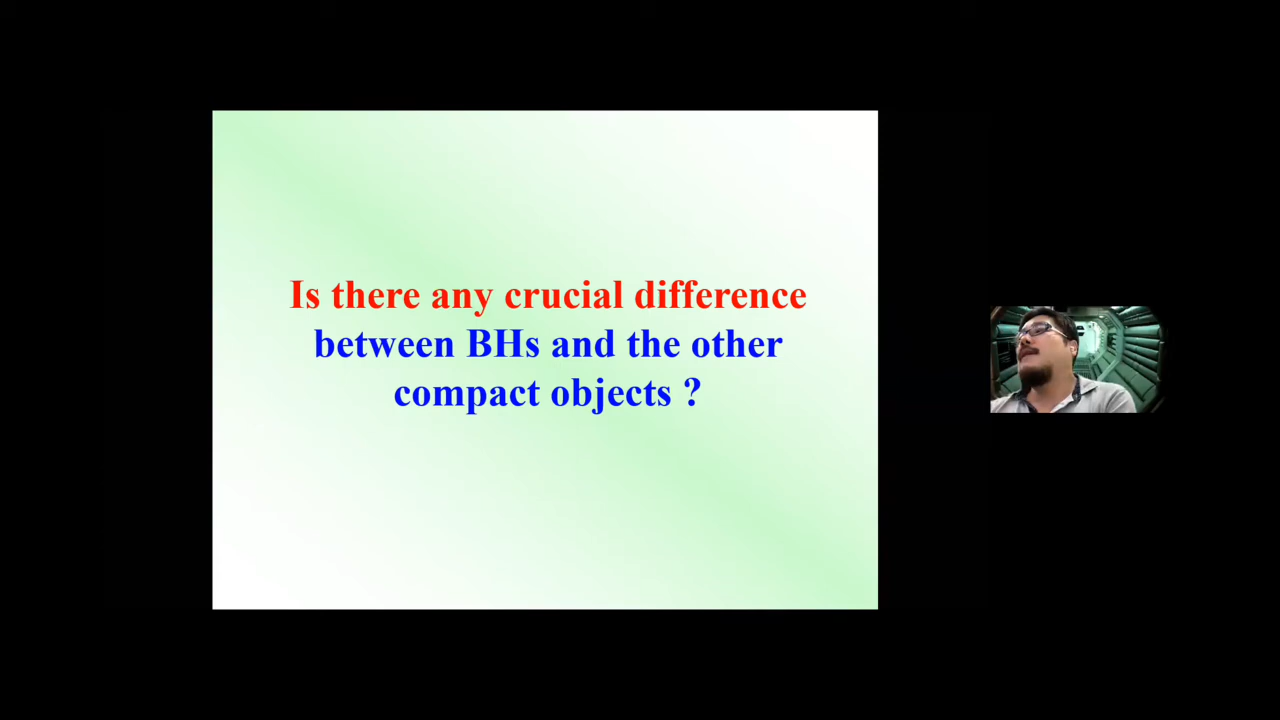 Is there any crucial difference
between BHs and the other
compact objects ?